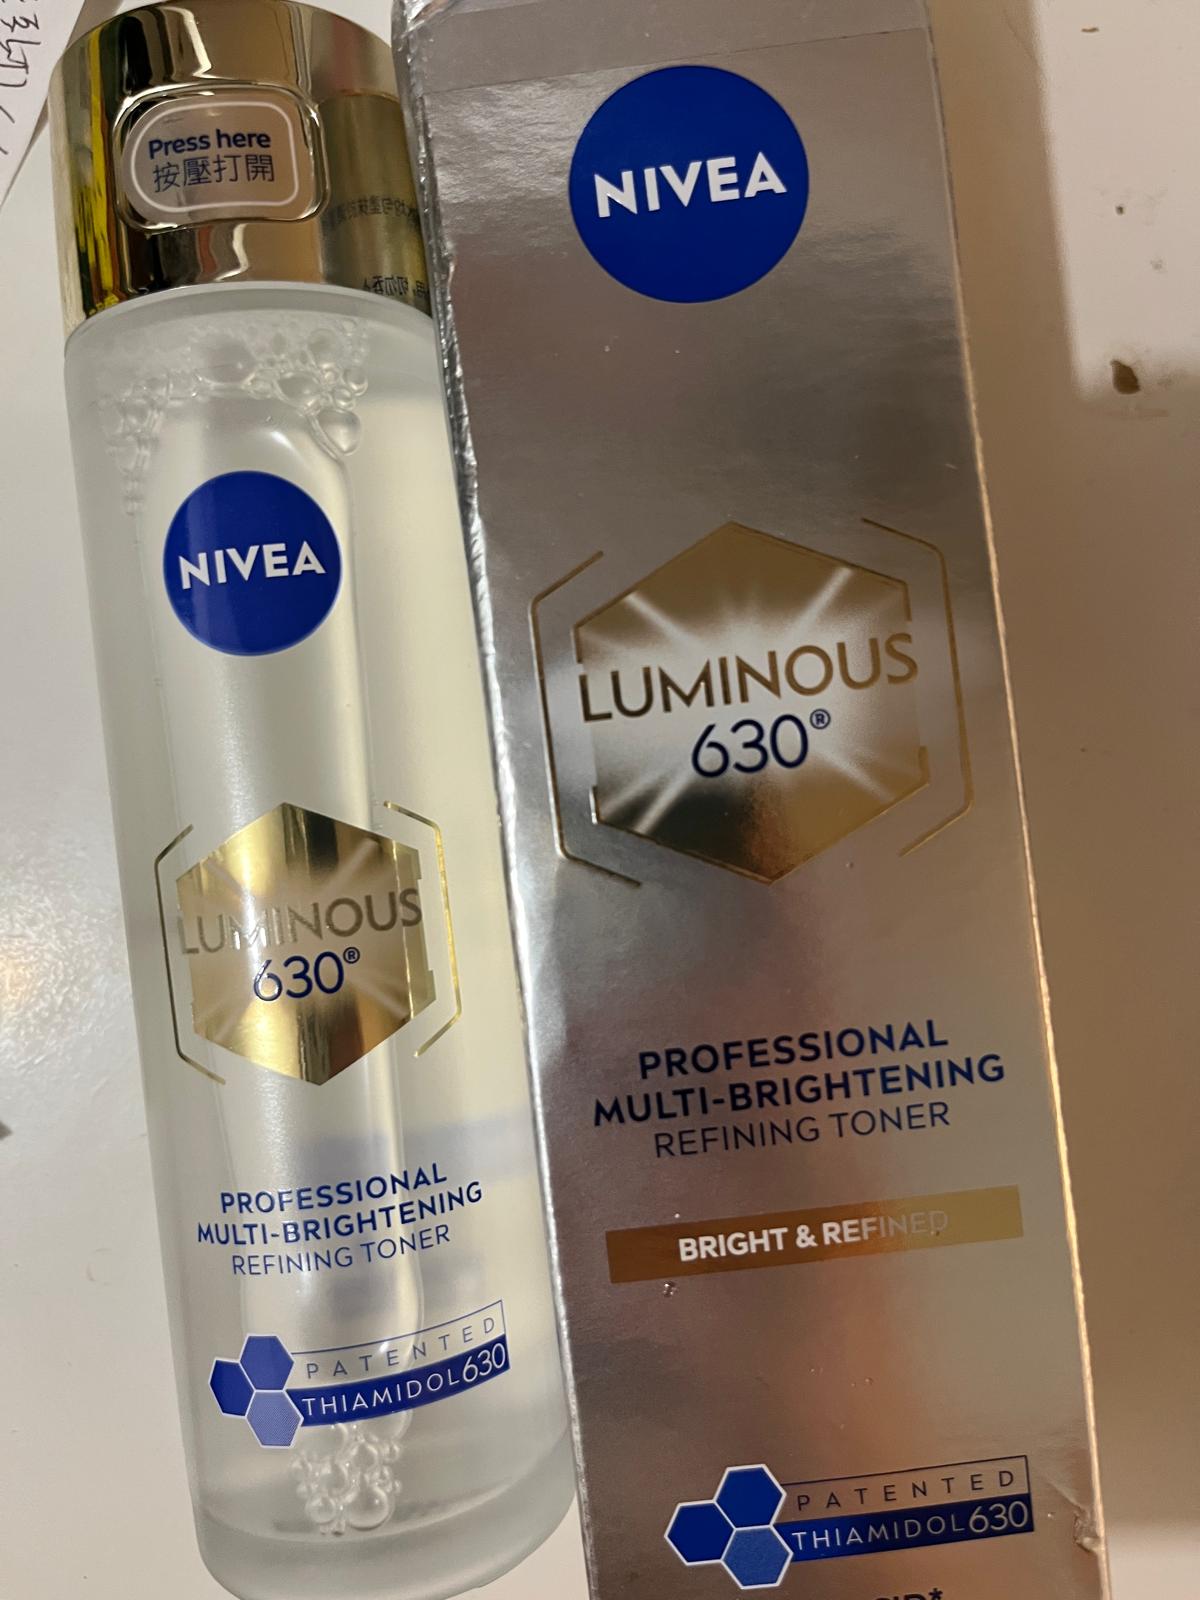 Press here
按壓打開
NIVEA
LUMINOUS
630®
PROFESSIONAL
MULTI-BRIGHTENING
REFINING TONER
PATENTED
THIAMIDOL630
NIVEA
LUMINOUS
630®
PROFESSIONAL
MULTI-BRIGHTENING
REFINING TONER
BRIGHT & REFINED
PATENTED
THIAMIDOL630